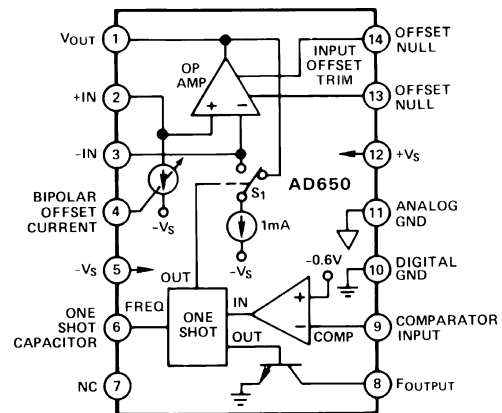 VOUT
1
OP
AMP
INPUT
OFFSET
TRIM
14
OFFSET
NULL
+IN
2
13
OFFSET
NULL
+
−
-IN
3
12
+VS
S1
AD650
BIPOLAR
OFFSET
CURRENT
4
-VS
1mA
11
ANALOG
GND
-VS
5
OUT
-VS
-0.6V
10
DIGITAL
GND
ONE
SHOT
CAPACITOR
6
FREQ
ONE
SHOT
IN
OUT
+
−
COMP
9
COMPARATOR
INPUT
NC
7
8
FOUTPUT